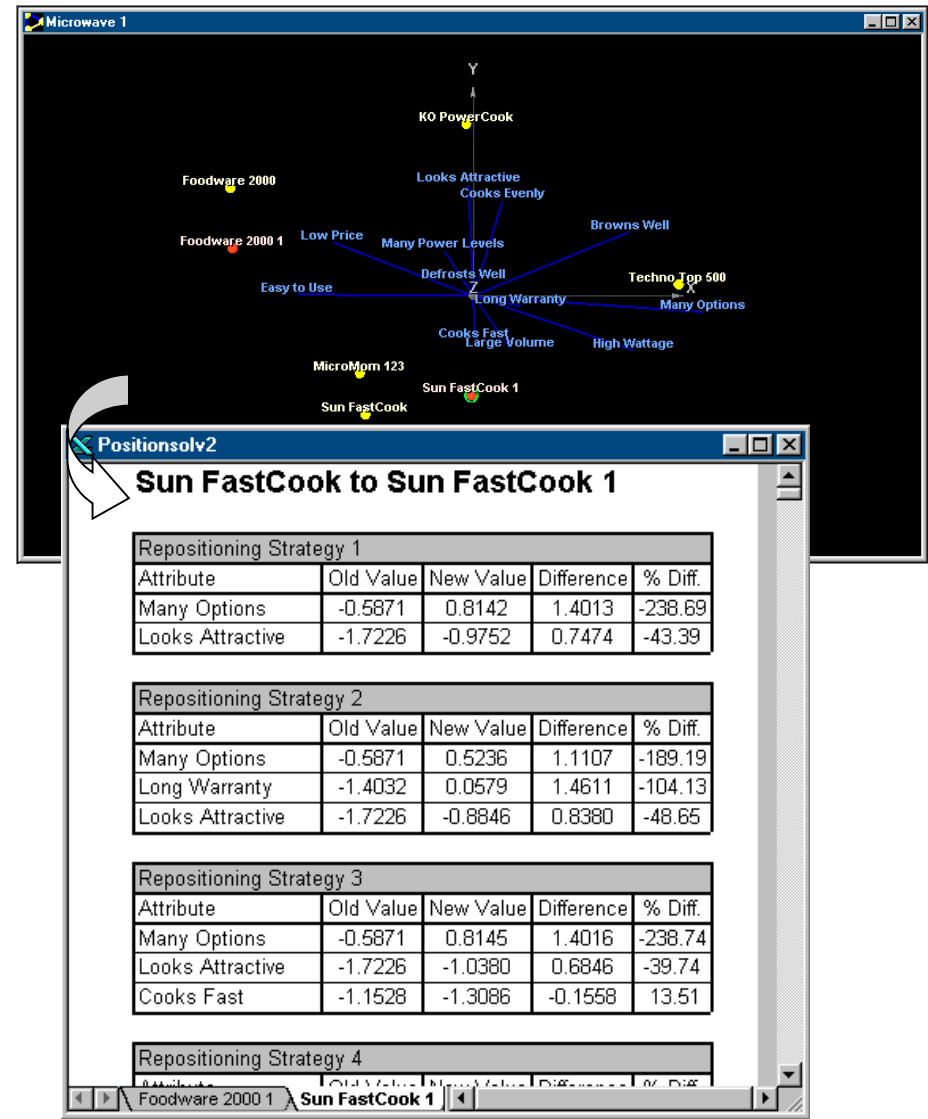 Microwave 1
Y
KO PowerCook
Foodware 2000
Looks Attractive
Cooks Evenly
Browns Well
Foodware 2000 1
Low Price
Many Power Levels
Defrosts Well
Techno Top 500
Easy to Use
Z
X
Long Warranty
Many Options
Cooks Fast
Large Volume
High Wattage
MicroMom 123
Sun FastCook 1
Sun FastCook
Positionsolv2
Sun FastCook to Sun FastCook 1
Repositioning Strategy 1
Attribute Old Value New Value Difference % Diff.
Many Options -0.5871 0.8142 1.4013 -238.69
Looks Attractive -1.7226 -0.9752 0.7474 -43.39
Repositioning Strategy 2
Attribute Old Value New Value Difference % Diff.
Many Options -0.5871 0.5236 1.1107 -189.19
Long Warranty -1.4032 0.0579 1.4611 -104.13
Looks Attractive -1.7226 -0.8846 0.8380 -48.65
Repositioning Strategy 3
Attribute Old Value New Value Difference % Diff.
Many Options -0.5871 0.8145 1.4016 -238.74
Looks Attractive -1.7226 -1.0380 0.6846 -39.74
Cooks Fast -1.1528 -1.3086 -0.1558 13.51
Repositioning Strategy 4
Attribute Old Value New Value Difference % Diff.
Foodware 2000 1 Sun FastCook 1